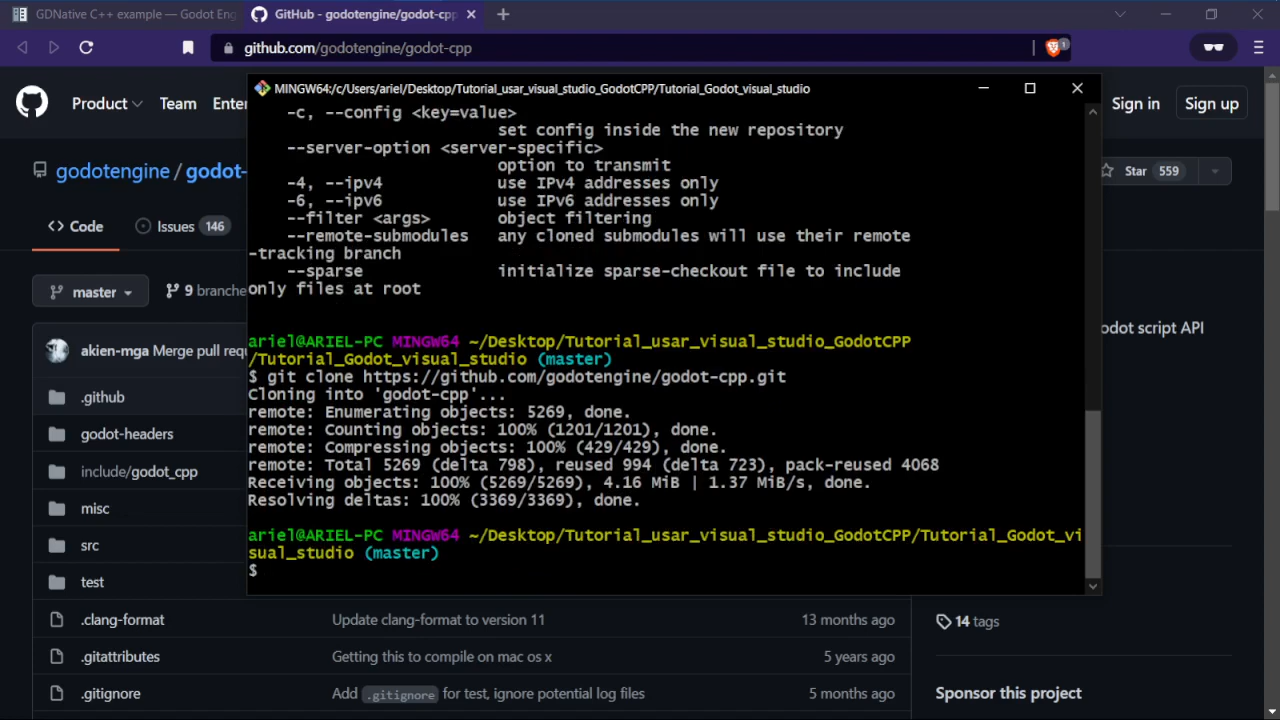 GDNative C++ example — Godot Eng
GitHub - godotengine/godot-cpp
github.com/godotengine/godot-cpp
1
Product
Team
Enter
Sign in
Sign up
godotengine / godot-
Star 559
<> Code
Issues 146
master
9 branche
akien-mga Merge pull requ
.github
godot-headers
include/godot_cpp
misc
src
test
.clang-format
Update clang-format to version 11
13 months ago
.gitattributes
Getting this to compile on mac os x
5 years ago
.gitignore
Add .gitignore for test, ignore potential log files
5 months ago
odot script API
14 tags
Sponsor this project
MINGW64:/c/Users/ariel/Desktop/Tutorial_usar_visual_studio_GodotCPP/Tutorial_Godot_visual_studio
-c, --config <key=value>
set config inside the new repository
--server-option <server-specific>
option to transmit
-4, --ipv4 use IPv4 addresses only
-6, --ipv6 use IPv6 addresses only
--filter <args> object filtering
--remote-submodules any cloned submodules will use their remote
-tracking branch
--sparse initialize sparse-checkout file to include
only files at root
ariel@ARIEL-PC MINGW64 ~/Desktop/Tutorial_usar_visual_studio_GodotCPP
/Tutorial_Godot_visual_studio (master)
$ git clone https://github.com/godotengine/godot-cpp.git
Cloning into 'godot-cpp'...
remote: Enumerating objects: 5269, done.
remote: Counting objects: 100% (1201/1201), done.
remote: Compressing objects: 100% (429/429), done.
remote: Total 5269 (delta 798), reused 994 (delta 723), pack-reused 4068
Receiving objects: 100% (5269/5269), 4.16 MiB | 1.37 MiB/s, done.
Resolving deltas: 100% (3369/3369), done.
ariel@ARIEL-PC MINGW64 ~/Desktop/Tutorial_usar_visual_studio_GodotCPP/Tutorial_Godot_vi
sual_studio (master)
$